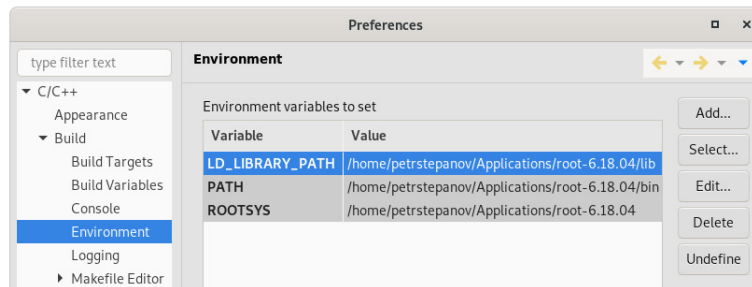 Preferences
type filter text
C/C++
Appearance
Build
Build Targets
Build Variables
Console
Environment
Logging
Makefile Editor
Environment
Environment variables to set
Variable Value
LD_LIBRARY_PATH /home/petrstepanov/Applications/root-6.18.04/lib
PATH /home/petrstepanov/Applications/root-6.18.04/bin
ROOTSYS /home/petrstepanov/Applications/root-6.18.04
Add...
Select...
Edit...
Delete
Undefine